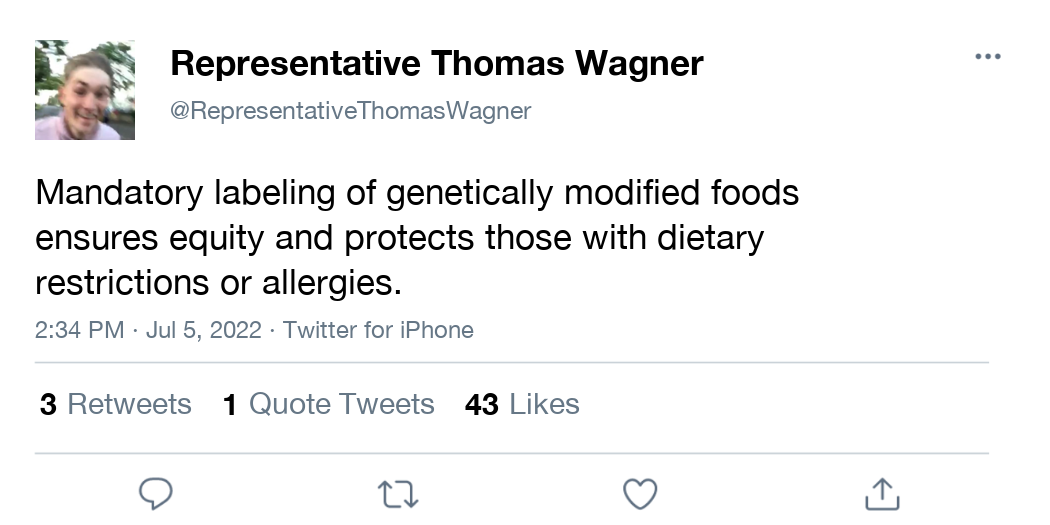 Representative Thomas Wagner
@RepresentativeThomasWagner
Mandatory labeling of genetically modified foods
ensures equity and protects those with dietary
restrictions or allergies.
2:34 PM · Jul 5, 2022 · Twitter for iPhone
3 Retweets 1 Quote Tweets 43 Likes